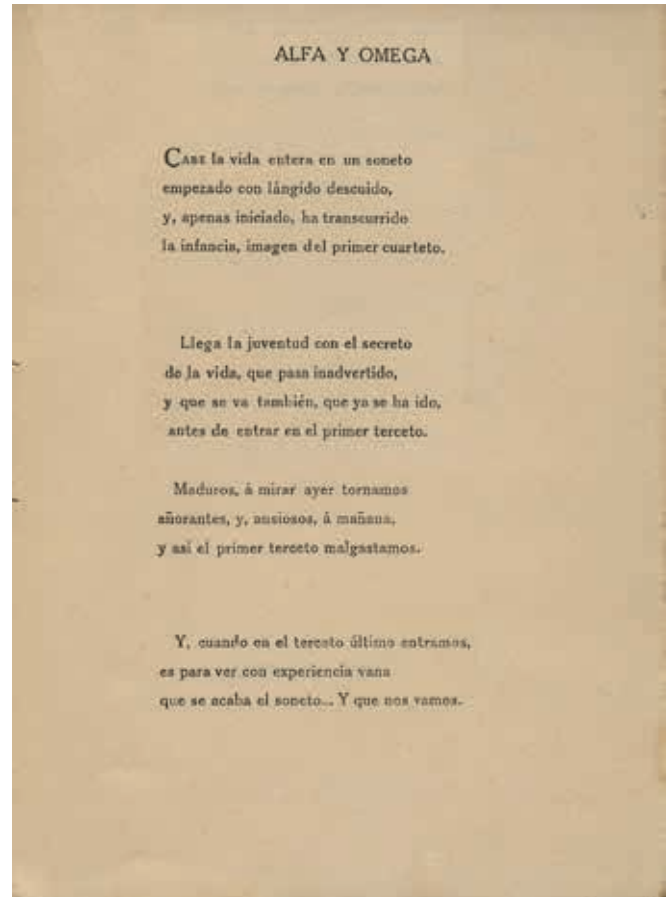 ALFA Y OMEGA
CABE la vida entera en un soneto
empezado con lángido descuido,
y, apenas iniciado, ha transcurrido
la infancia, imagen del primer cuarteto.
Llega la juventud con el secreto
de la vida, que pasa inadvertido,
y que se va también, que ya se ha ido,
antes de entrar en el primer terceto.
Maduros, á mirar ayer tornamos
añorantes, y, ansiosos, á mañana,
y así el primer terceto malgastamos.
Y, cuando en el terceto último entramos,
es para ver con experiencia vana
que se acaba el soneto... Y que nos vamos.